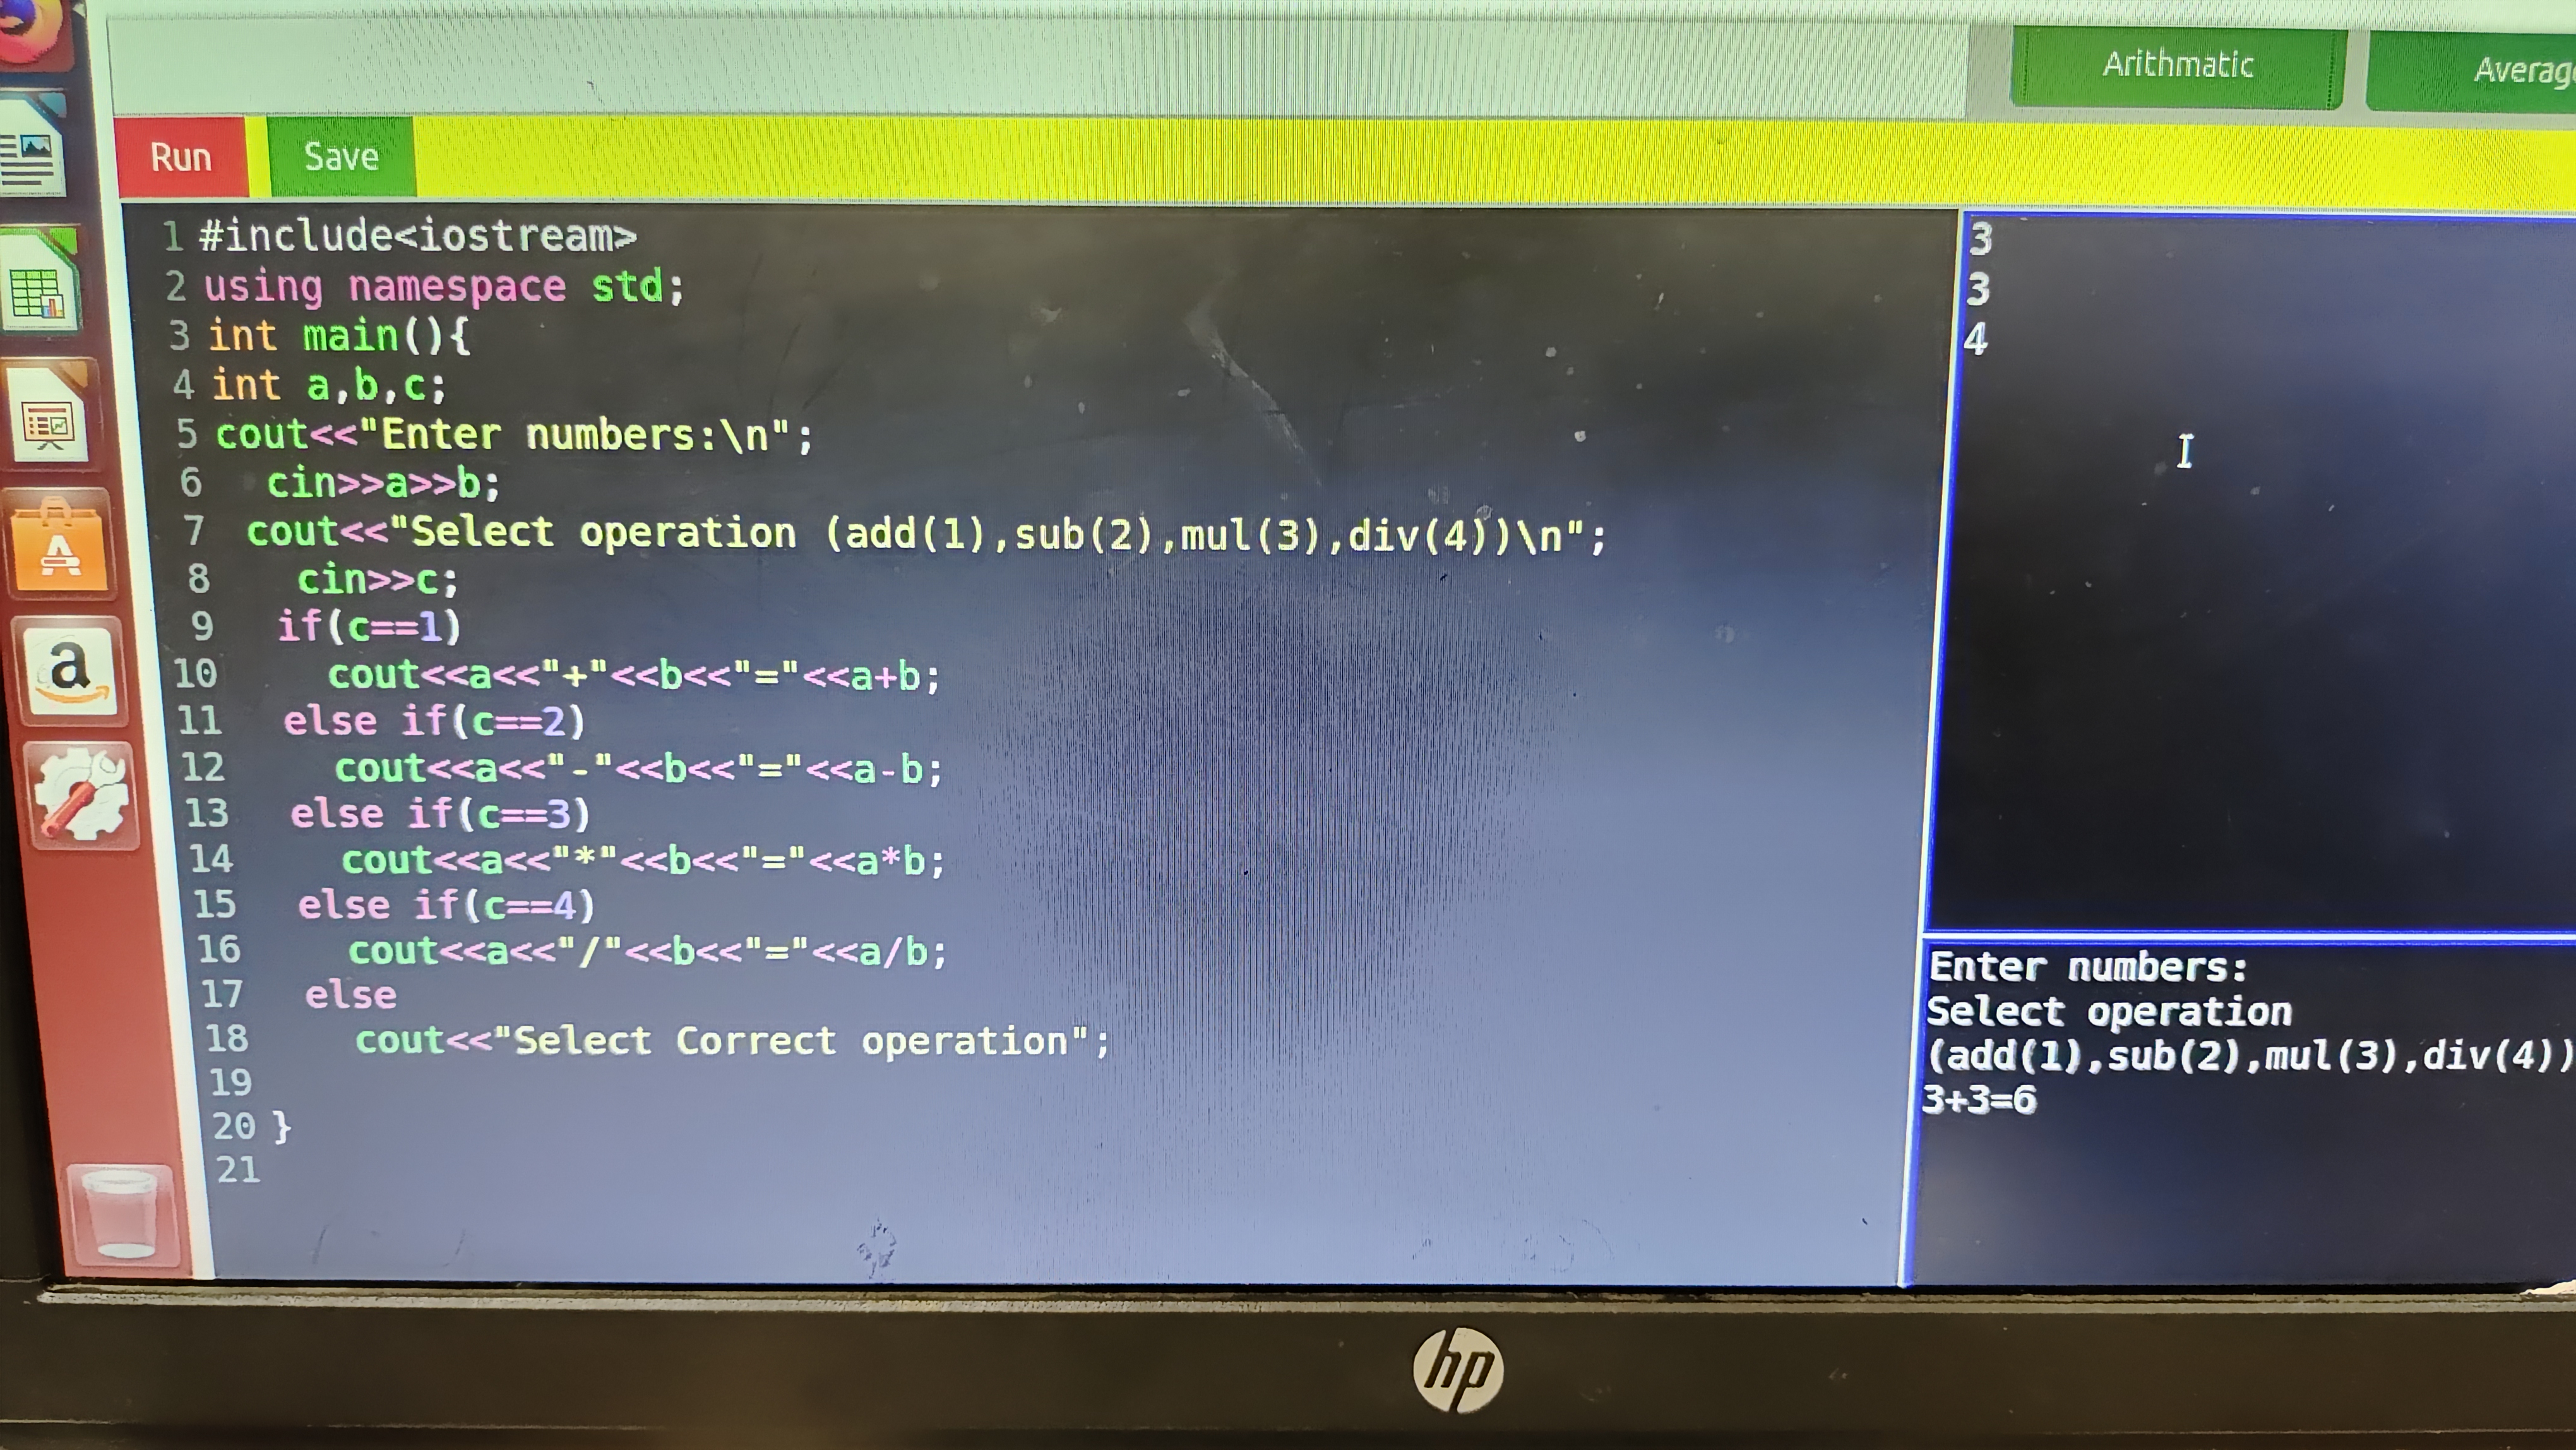 Arithmatic
Averag
Run
Save
1 #include<iostream>
2 using namespace std;
3 int main(){
4 int a,b,c;
5 cout<<"Enter numbers:\n";
6 cin>>a>>b;
7 cout<<"Select operation (add(1),sub(2),mul(3),div(4))\n";
8 cin>>c;
9 if(c==1)
10 cout<<a<<"+"<<b<<"="<<a+b;
11 else if(c==2)
12 cout<<a<<"-"<<b<<"="<<a-b;
13 else if(c==3)
14 cout<<a<<"*"<<b<<"="<<a*b;
15 else if(c==4)
16 cout<<a<<"/"<<b<<"="<<a/b;
17 else
18 cout<<"Select Correct operation";
19
20 }
21
3
3
4
Enter numbers:
Select operation
(add(1),sub(2),mul(3),div(4))
3+3=6
a
A
hp